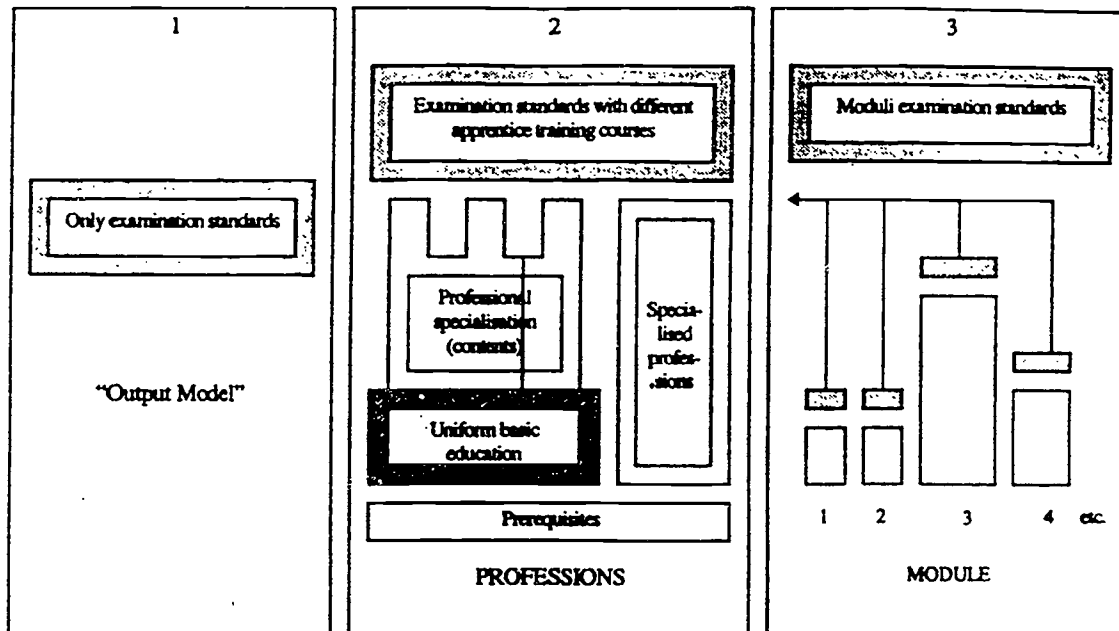 1
Only examination standards
“Output Model”
2
Examination standards with different
apprentice training courses
Professional
specialisation
(contents)
Specia-
lised
profes-
sions
Uniform basic
education
Prerequisites
PROFESSIONS
3
Moduli examination standards
1 2 3 4 etc.
MODULE